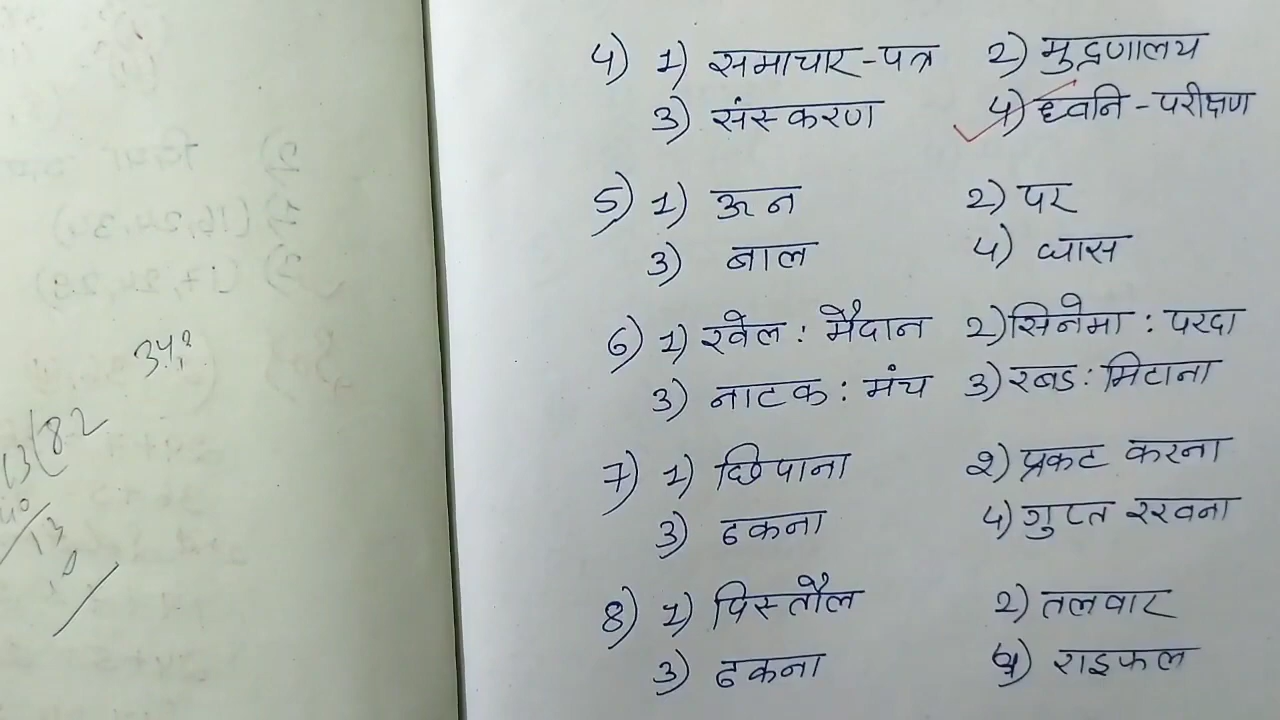 4) 1) समाचार-पत्र 2) मुद्रणालय
3) संस्करण 4) ध्वनि-परीक्षण
5) 1) ऊन 2) पर
3) बाल 4) घास
6) 1) खेल : मैदान 2) सिनेमा : परदा
3) नाटक : मंच 3) रबड : मिटाना
7) 1) छिपाना 2) प्रकट करना
3) ढकना 4) गुप्त रखना
8) 1) पिस्तौल 2) तलवार
3) ढकना 4) राइफल
13(82